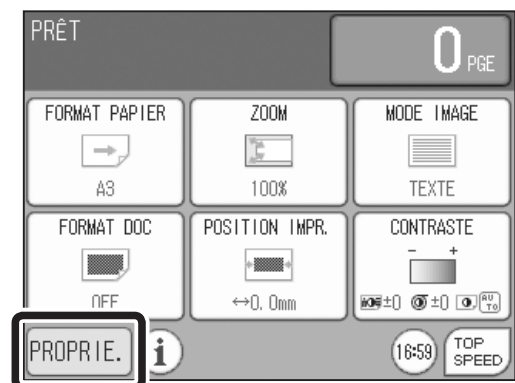 PRÊT
0 PGE
FORMAT PAPIER
A3
ZOOM
100%
MODE IMAGE
TEXTE
FORMAT DOC
OFF
POSITION IMPR.
↔0. 0mm
CONTRASTE
- +
±0 ±0 AUTO
PROPRIE.
i
16:59
TOP
SPEED